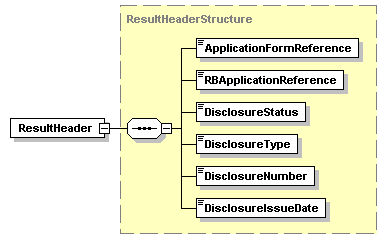 ResultHeaderStructure
ApplicationFormReference
RBApplicationReference
DisclosureStatus
ResultHeader
DisclosureType
DisclosureNumber
DisclosureIssueDate